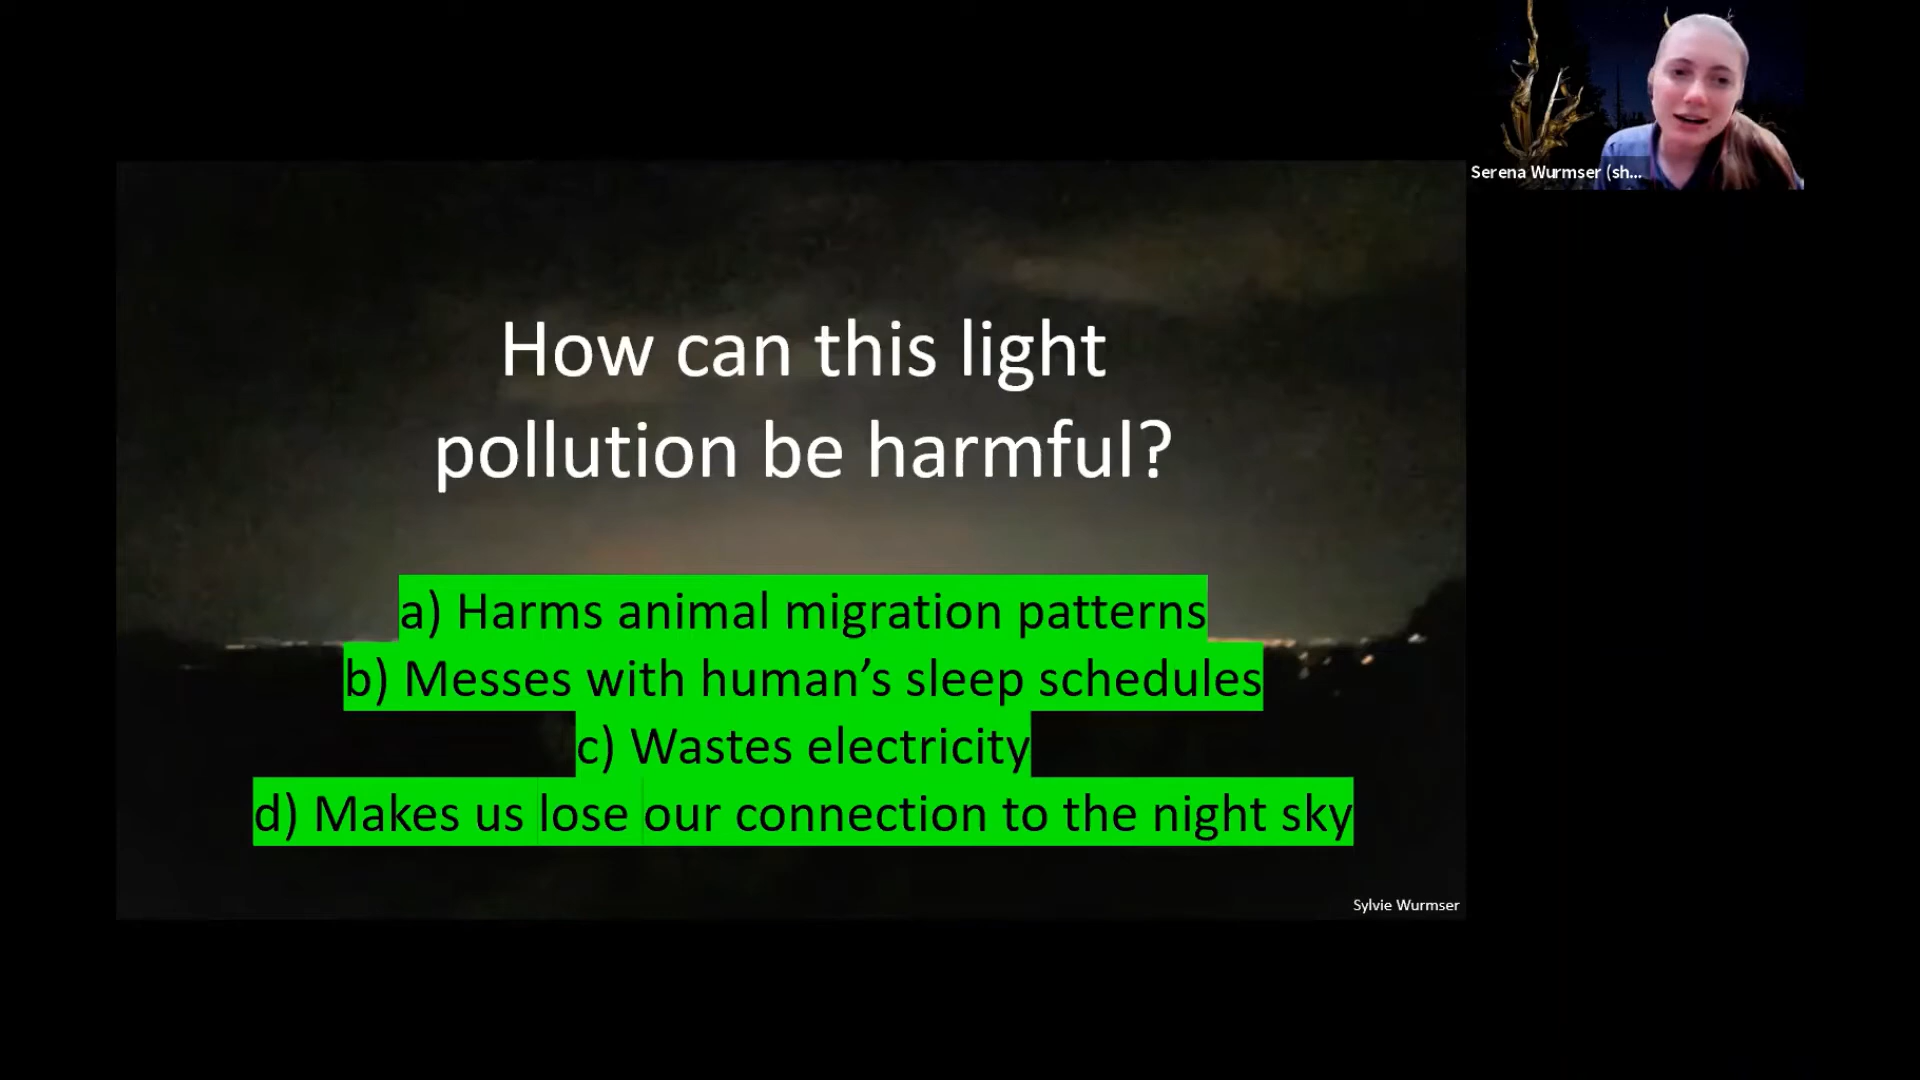 Serena Wurmser (sh...
How can this light
pollution be harmful?
a) Harms animal migration patterns
b) Messes with human’s sleep schedules
c) Wastes electricity
d) Makes us lose our connection to the night sky
Sylvie Wurmser